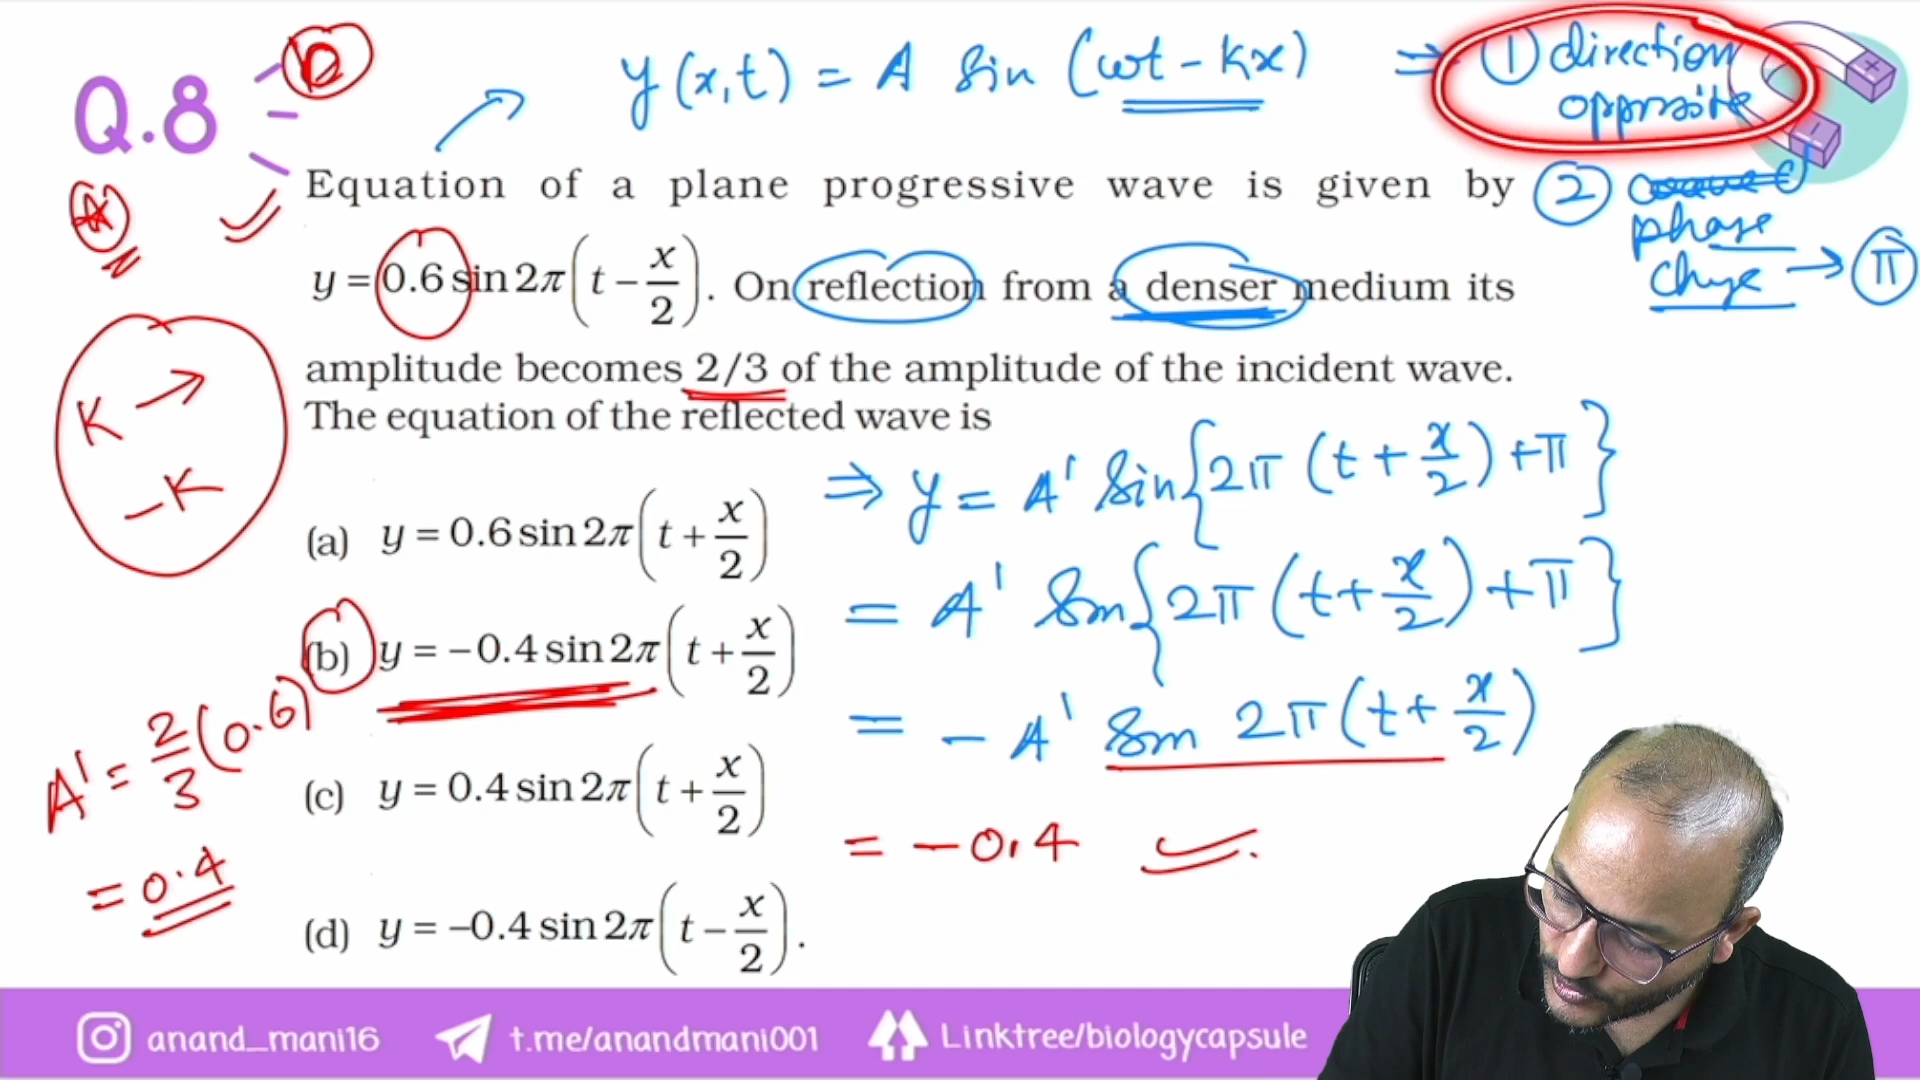 Q.8
b
y(x,t) = A sin (ωt - kx) ⇒ ① direction opposite
② phase change → π
Equation of a plane progressive wave is given by
y = 0.6 sin 2π (t − x/2). On reflection from a denser medium its
amplitude becomes 2/3 of the amplitude of the incident wave.
The equation of the reflected wave is
K →
-K
(a) y = 0.6 sin 2π (t + x/2)
(b) y = −0.4 sin 2π (t + x/2)
(c) y = 0.4 sin 2π (t + x/2)
(d) y = −0.4 sin 2π (t − x/2).
A' = 2/3 (0.6)
= 0.4
⇒ y = A' sin {2π (t + x/2) + π}
= A' sin {2π (t + x/2) + π}
= - A' sin 2π (t + x/2)
= -0.4
anand_mani16
t.me/anandmani001
Linktree/biologycapsule